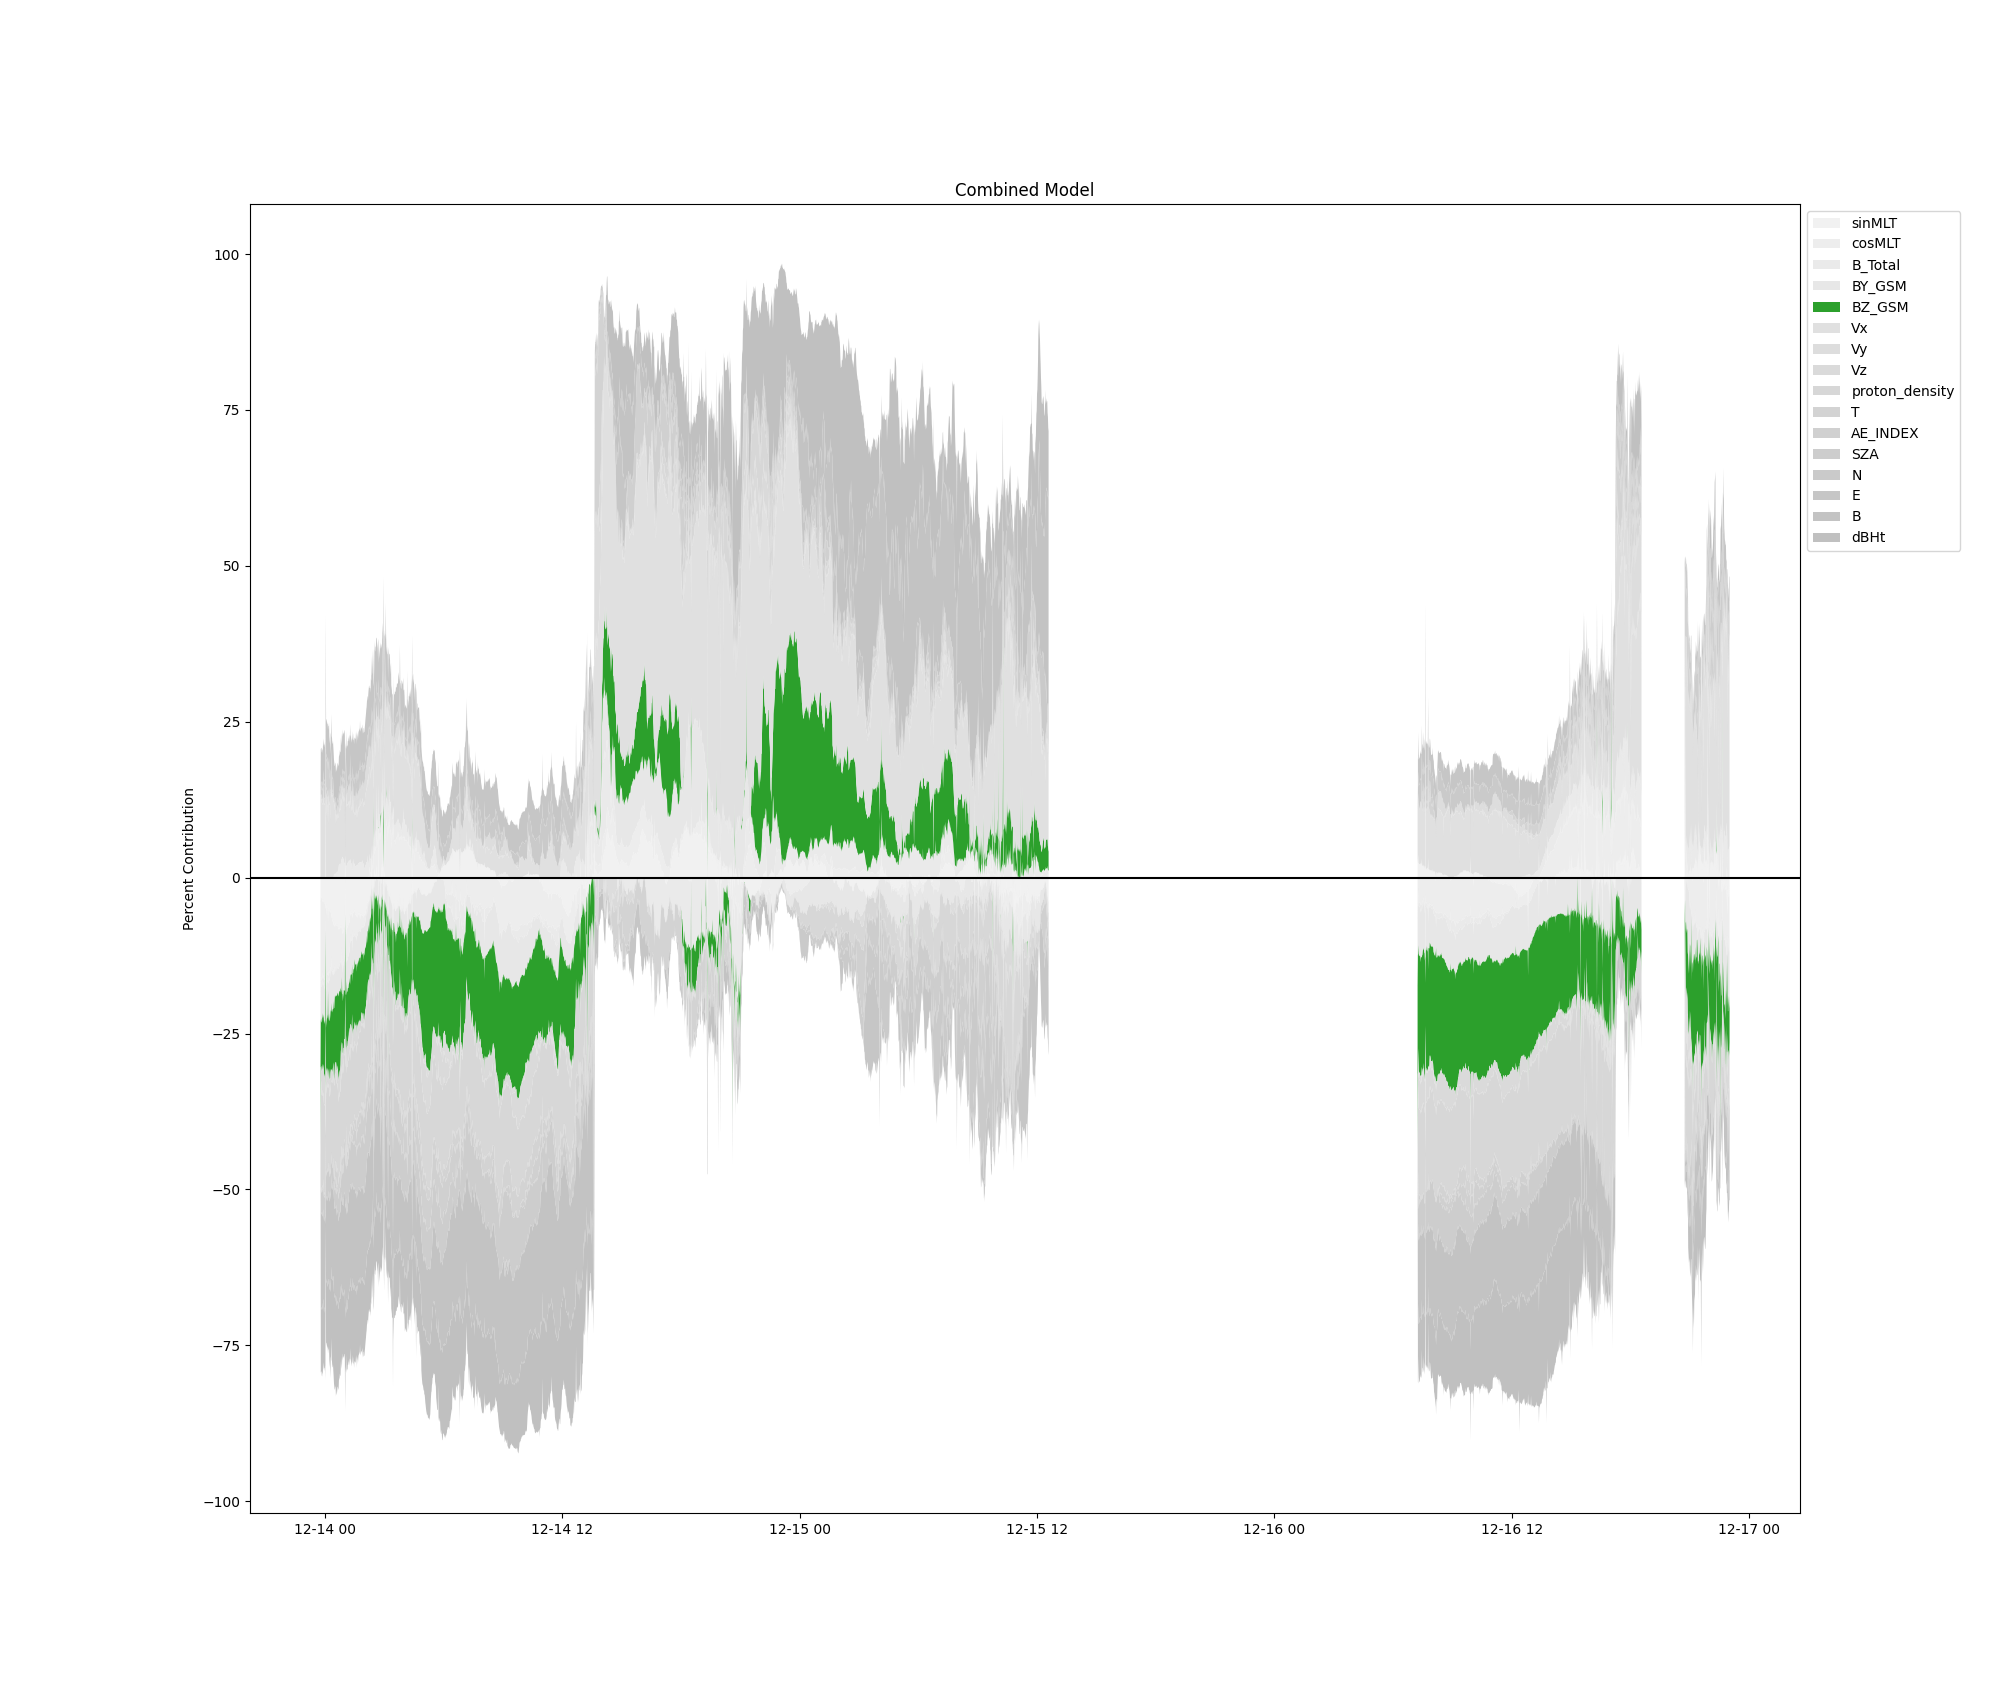 Combined Model
100
75
50
25
0
−25
−50
−75
−100
Percent Contribution
12-14 00
12-14 12
12-15 00
12-15 12
12-16 00
12-16 12
12-17 00
sinMLT
cosMLT
B_Total
BY_GSM
BZ_GSM
Vx
Vy
Vz
proton_density
T
AE_INDEX
SZA
N
E
B
dBHt